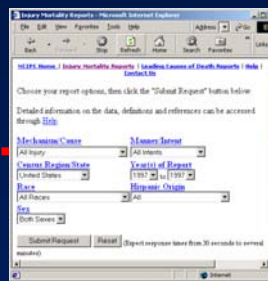 Injury Mortality Reports - Microsoft Internet Explorer
File Edit View Favorites Tools Help Address
Back Stop Refresh Home Search Favorites Links
NCIPC Home | Injury Mortality Reports | Leading Causes of Death Reports | Help |
Contact Us
Choose your report options, then click the "Submit Request" button below.
Detailed information on the data, definitions and references can be accessed
through Help.
Mechanism/Cause Manner/Intent
All Injury All Intents
Census Region/State Year(s) of Report
United States 1997 to 1997
Race Hispanic Origin
All Races All
Sex
Both Sexes
Submit Request Reset (Expect response times from 30 seconds to several
minutes)
Internet